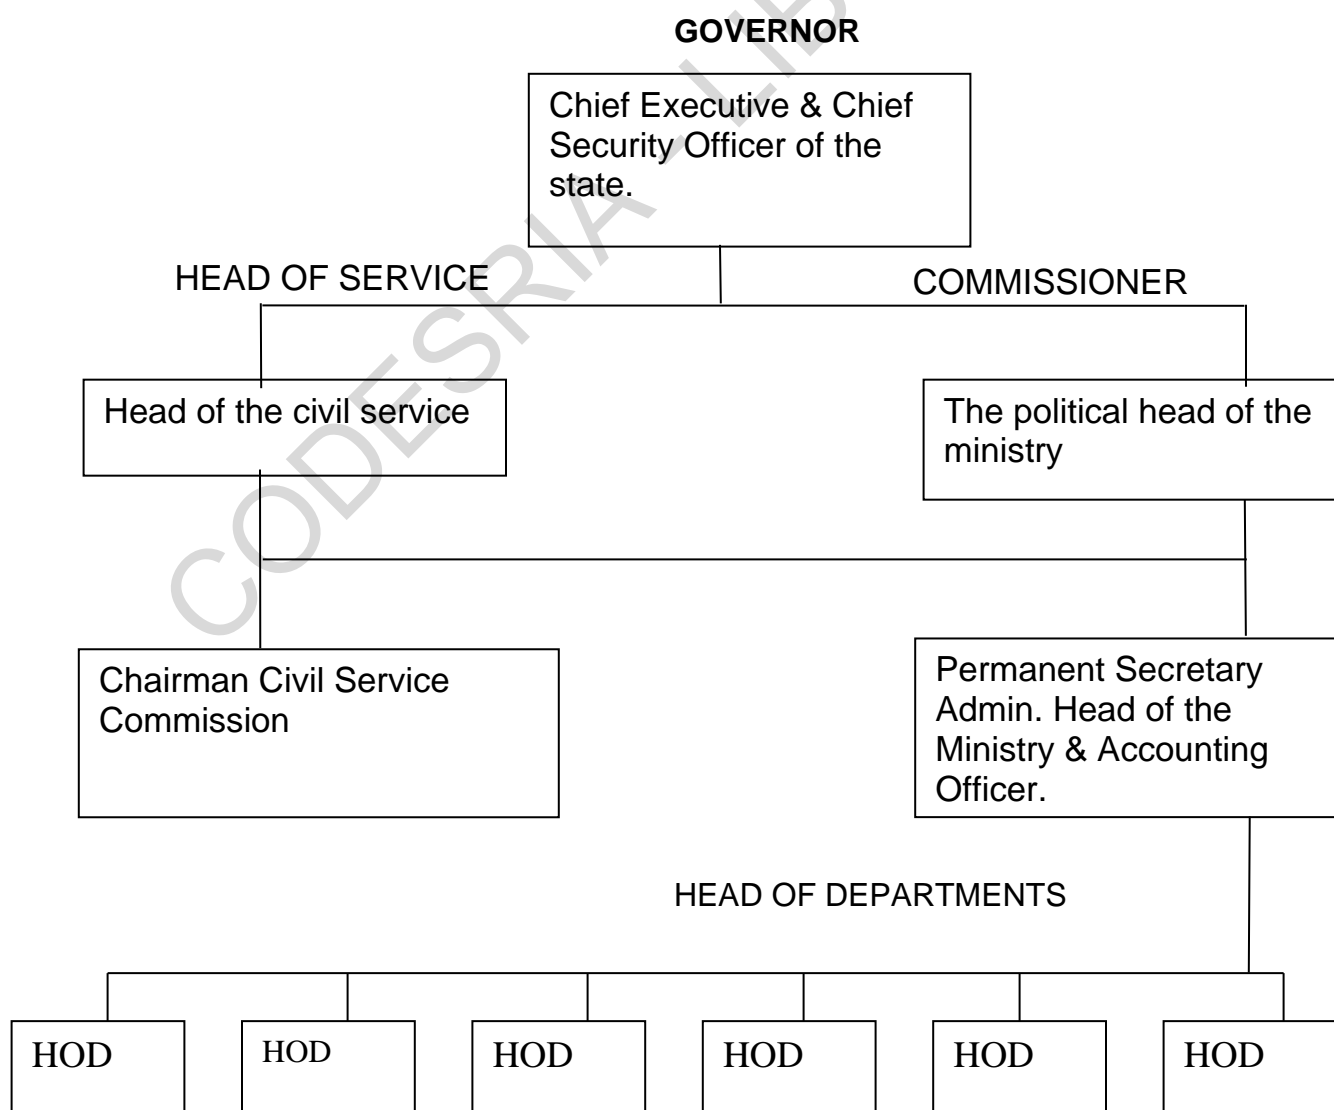 GOVERNOR
Chief Executive & Chief
Security Officer of the
state.
HEAD OF SERVICE
COMMISSIONER
Head of the civil service
The political head of the
ministry
Chairman Civil Service
Commission
Permanent Secretary
Admin. Head of the
Ministry & Accounting
Officer.
HEAD OF DEPARTMENTS
HOD
HOD
HOD
HOD
HOD
HOD
CODESRIA - LIB